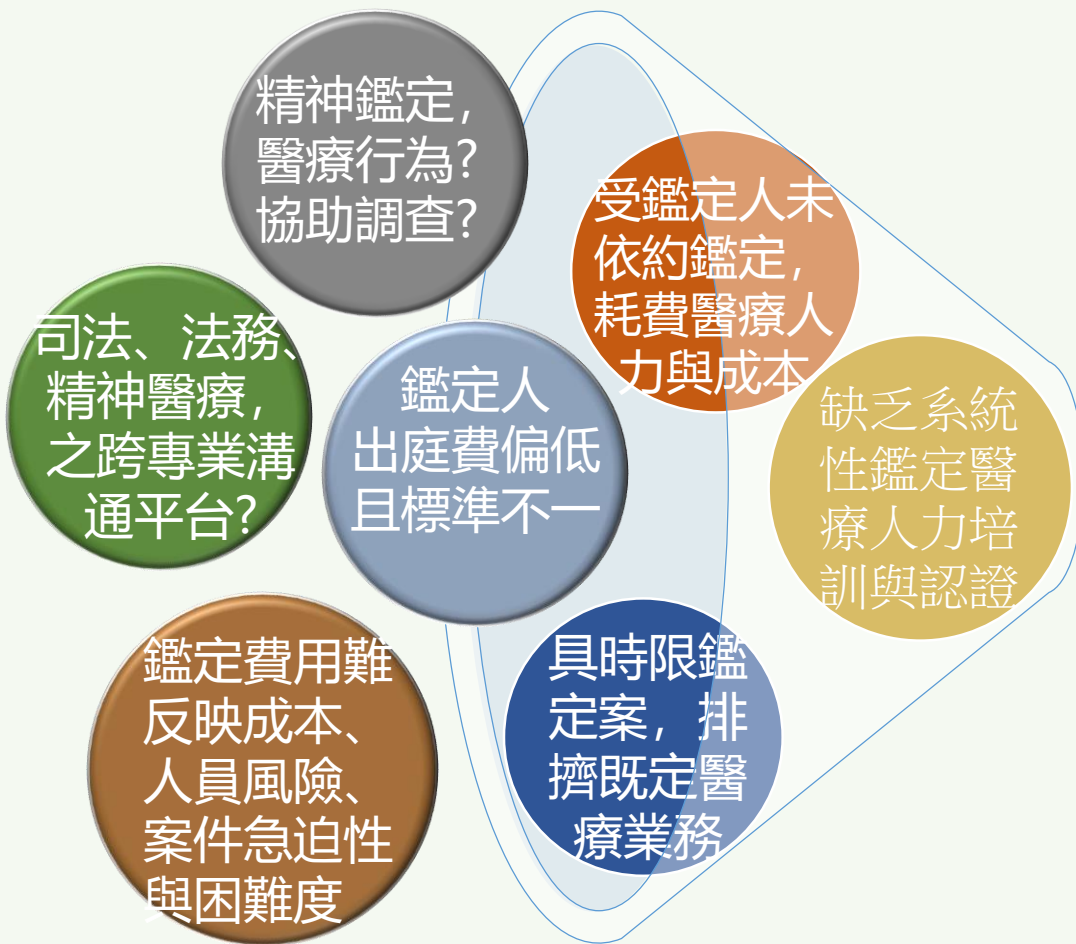 精神鑑定，
醫療行為?
協助調查?
受鑑定人未
依約鑑定，
耗費醫療人
力與成本
司法、法務、
精神醫療，
之跨專業溝
通平台?
鑑定人
出庭費偏低
且標準不一
缺乏系統
性鑑定醫
療人力培
訓與認證
鑑定費用難
反映成本、
人員風險、
案件急迫性
與困難度
具時限鑑
定案，排
擠既定醫
療業務